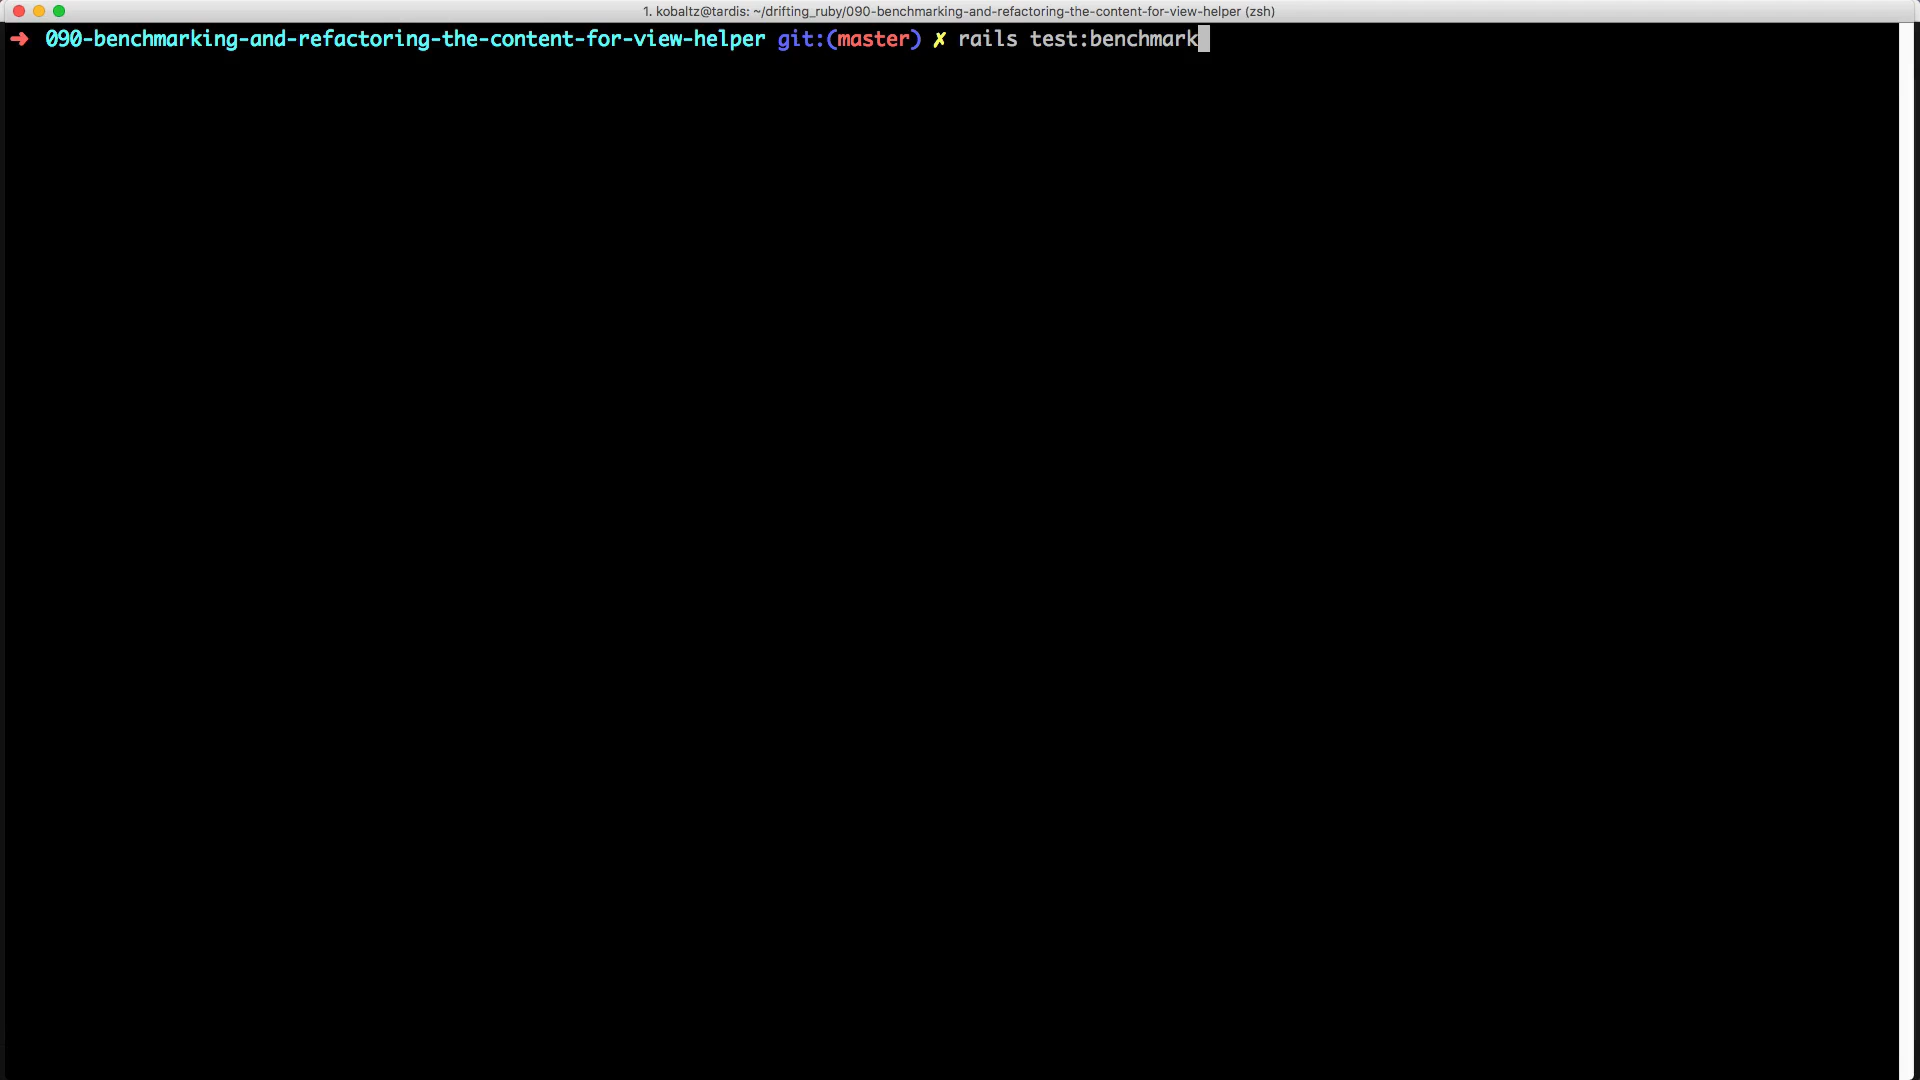 1. kobaltz@tardis: ~/drifting_ruby/090-benchmarking-and-refactoring-the-content-for-view-helper (zsh)
➜ 090-benchmarking-and-refactoring-the-content-for-view-helper git:(master) ✗ rails test:benchmark